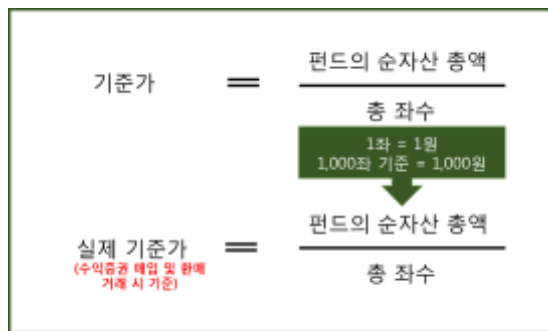 펀드의 순자산 총액
기준가 =
총 좌수
1좌 = 1원
1,000좌 기준 = 1,000원
펀드의 순자산 총액
실제 기준가 =
(수익증권 매입 및 판매
거래 시 기준)
총 좌수